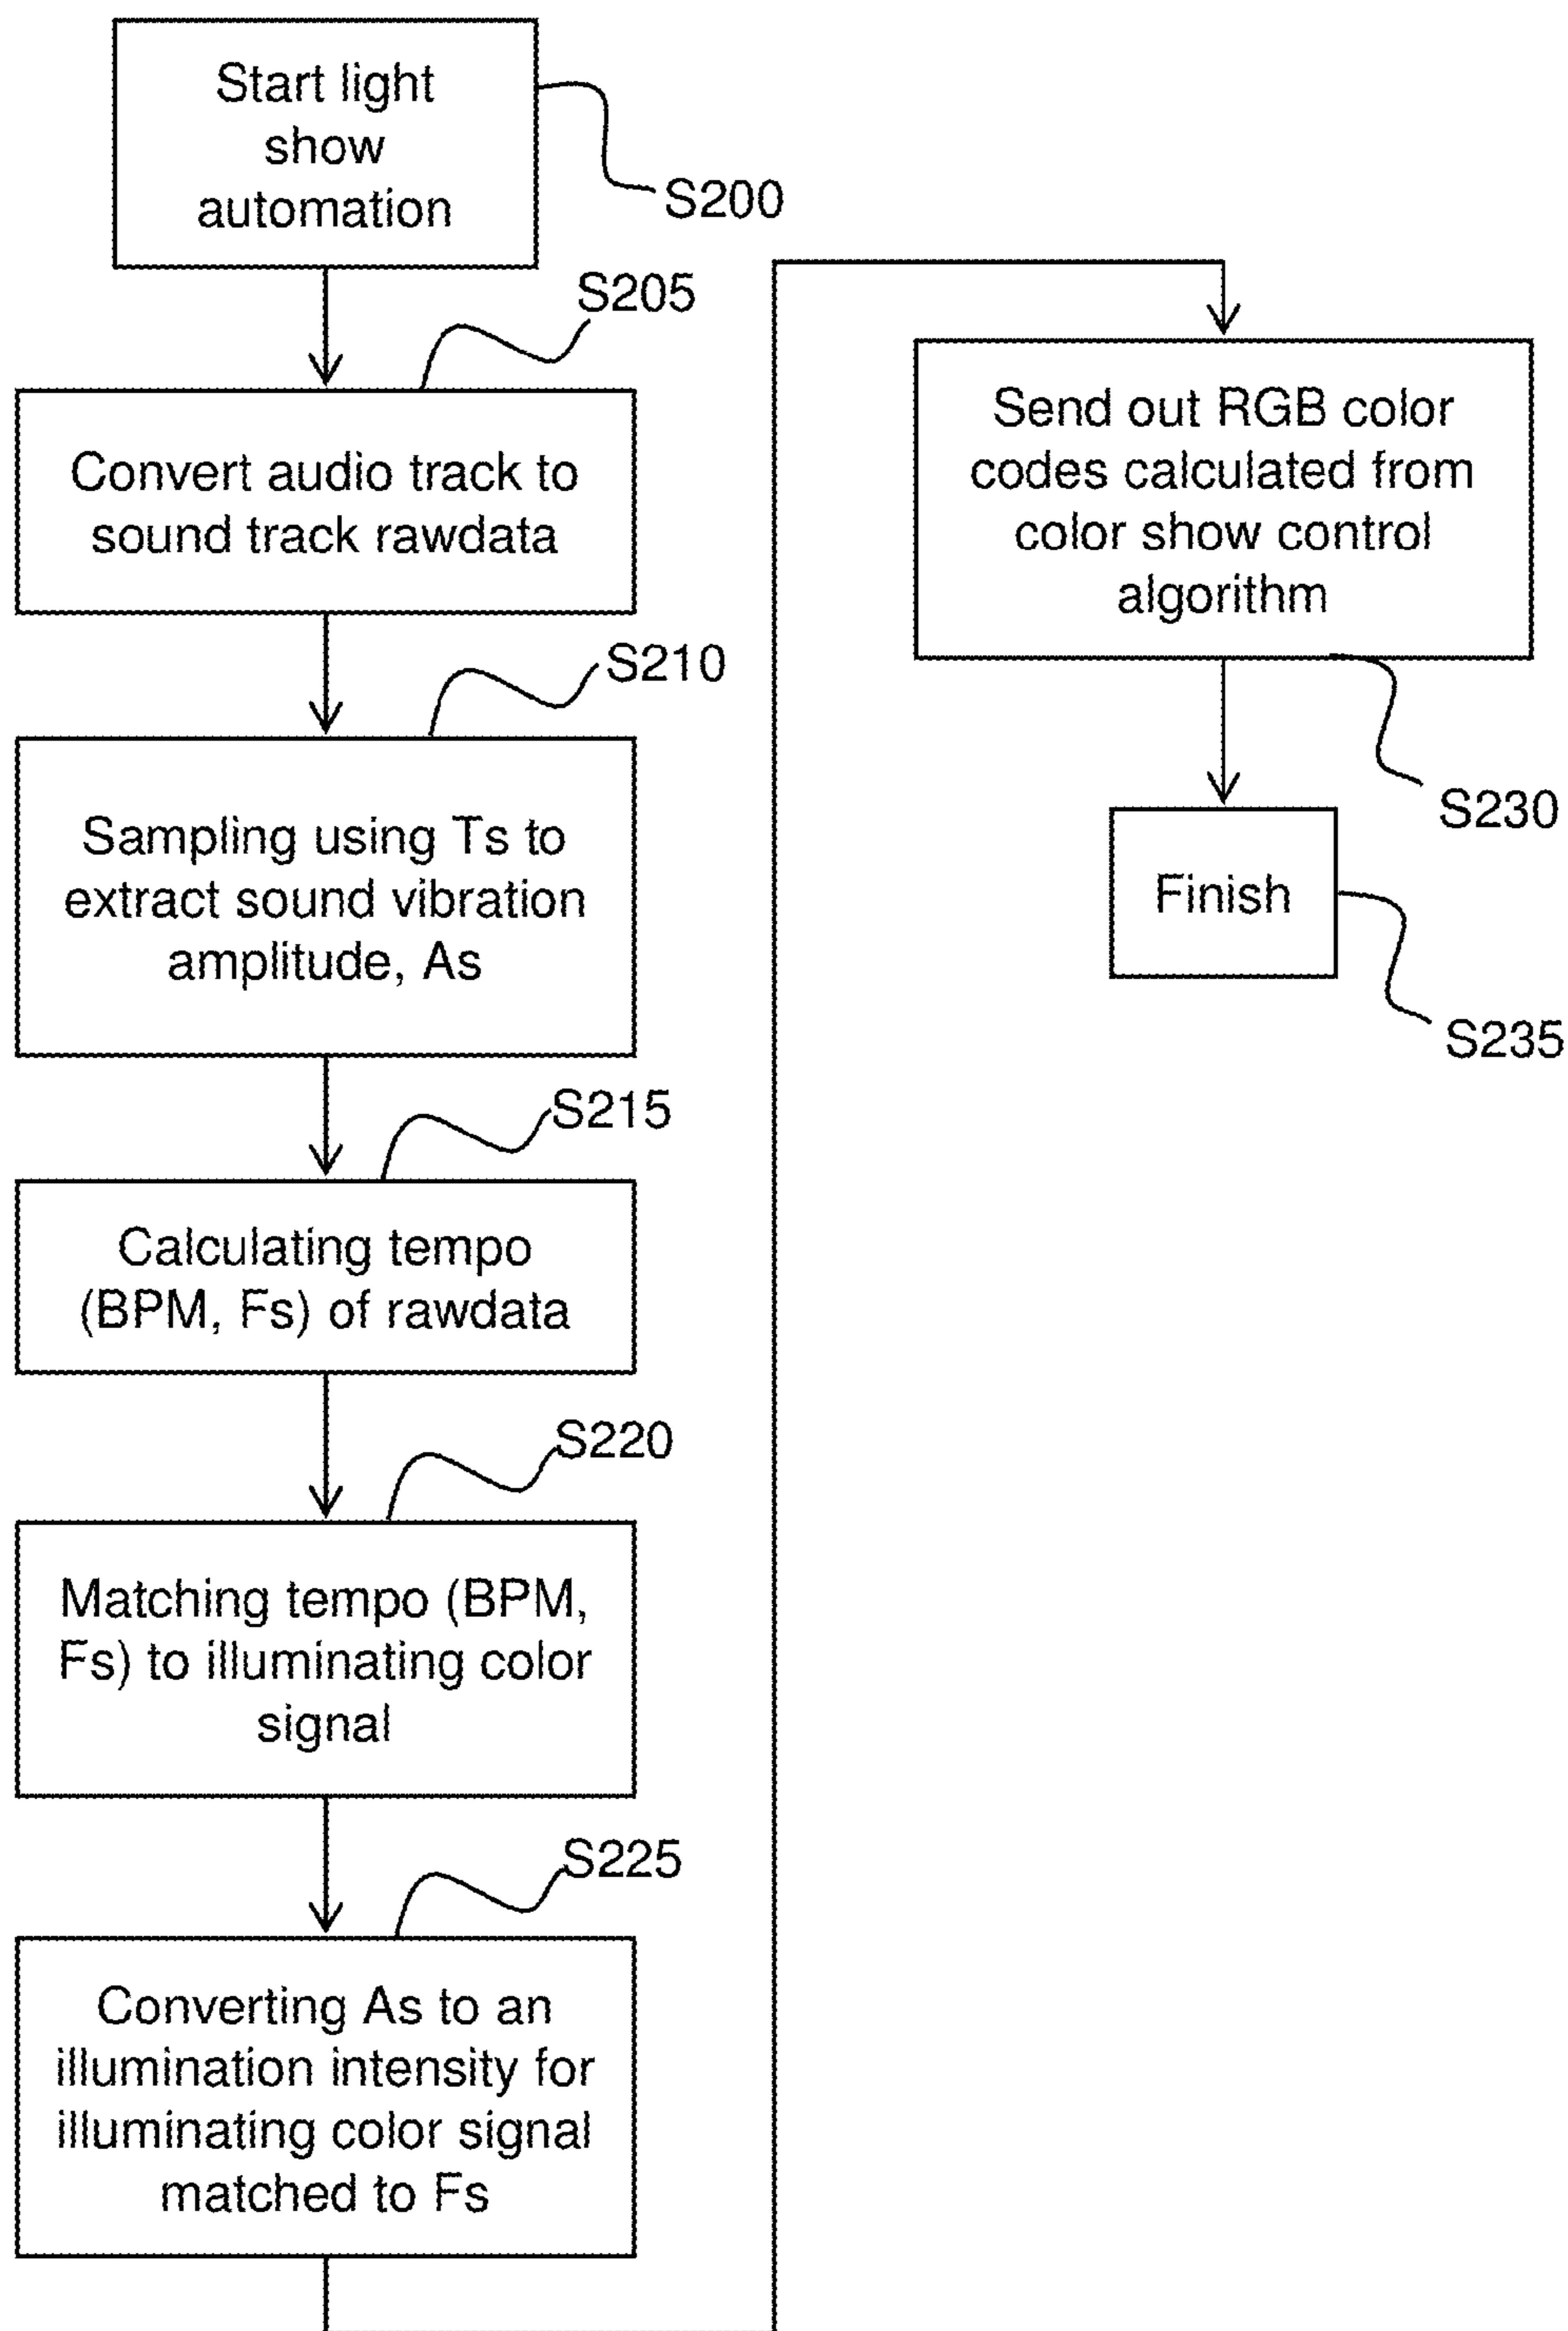 Start light
show
automation
S200
S205
Convert audio track to
sound track rawdata
S210
Sampling using Ts to
extract sound vibration
amplitude, As
S215
Calculating tempo
(BPM, Fs) of rawdata
S220
Matching tempo (BPM,
Fs) to illuminating color
signal
S225
Converting As to an
illumination intensity for
illuminating color signal
matched to Fs
Send out RGB color
codes calculated from
color show control
algorithm
S230
Finish
S235